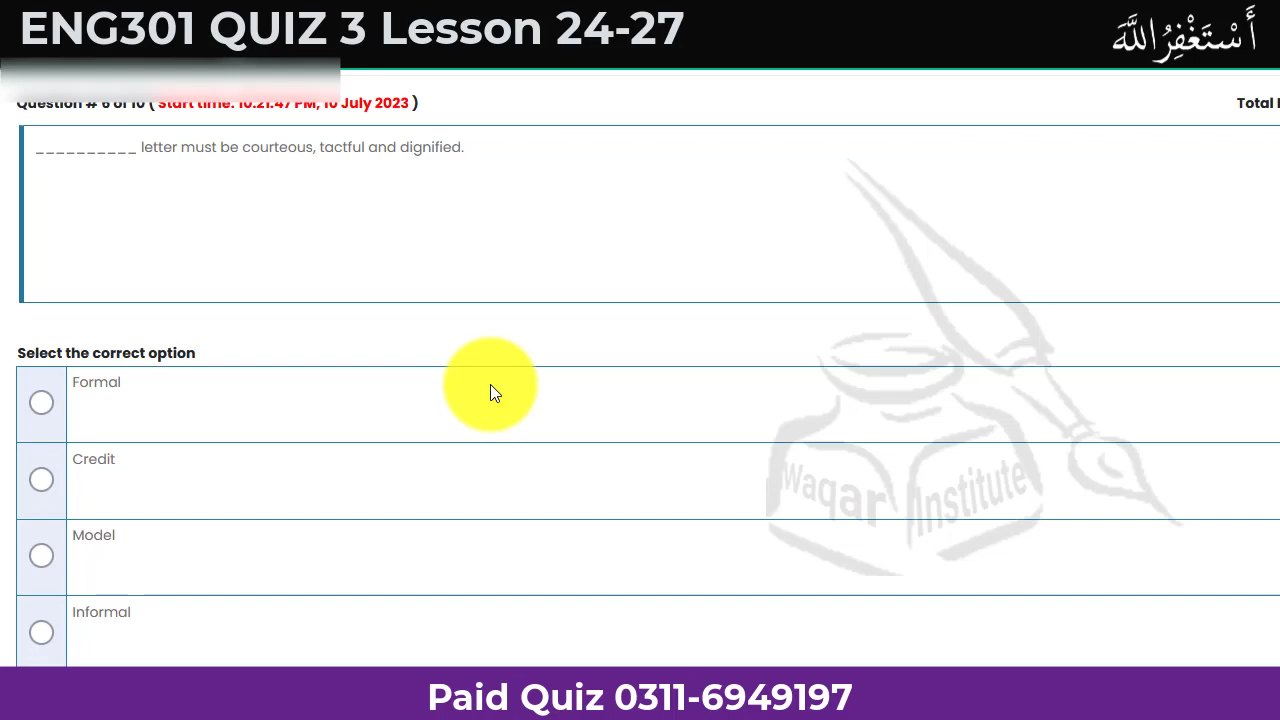 ENG301 QUIZ 3 Lesson 24-27
أَسْتَغْفِرُ اللَّه
Question # 6 of 10 ( Start time: 10:21:47 PM, 10 July 2023 )
Total
__________ letter must be courteous, tactful and dignified.
Select the correct option
Formal
Credit
Model
Informal
Waqar Institute
Paid Quiz 0311-6949197